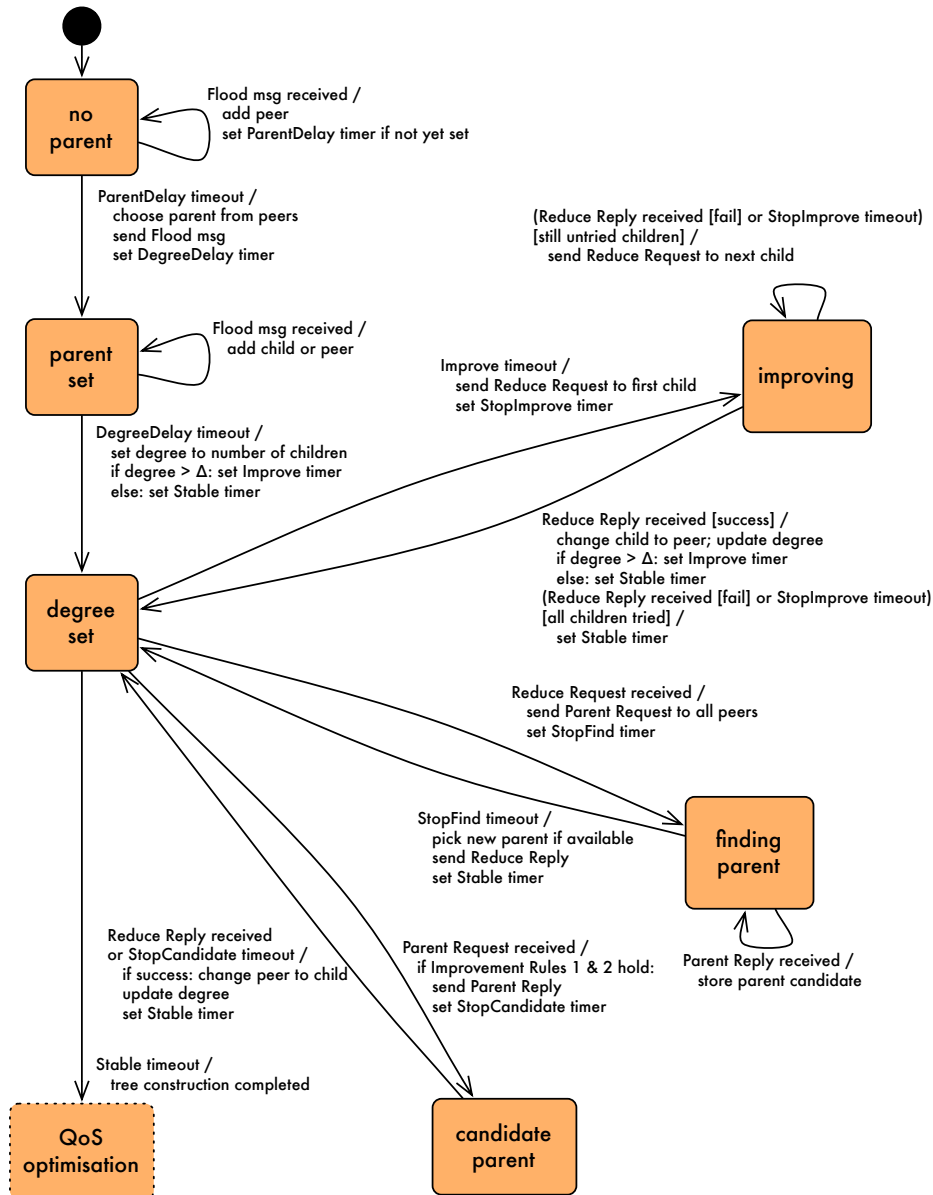 no
parent
Flood msg received /
add peer
set ParentDelay timer if not yet set
ParentDelay timeout /
choose parent from peers
send Flood msg
set DegreeDelay timer
(Reduce Reply received [fail] or StopImprove timeout)
[still untried children] /
send Reduce Request to next child
parent
set
Flood msg received /
add child or peer
improving
Improve timeout /
send Reduce Request to first child
set StopImprove timer
DegreeDelay timeout /
set degree to number of children
if degree > Δ: set Improve timer
else: set Stable timer
Reduce Reply received [success] /
change child to peer; update degree
if degree > Δ: set Improve timer
else: set Stable timer
(Reduce Reply received [fail] or StopImprove timeout)
[all children tried] /
set Stable timer
degree
set
Reduce Request received /
send Parent Request to all peers
set StopFind timer
StopFind timeout /
pick new parent if available
send Reduce Reply
set Stable timer
finding
parent
Parent Reply received /
store parent candidate
Reduce Reply received
or StopCandidate timeout /
if success: change peer to child
update degree
set Stable timer
Parent Request received /
if Improvement Rules 1 & 2 hold:
send Parent Reply
set StopCandidate timer
Stable timeout /
tree construction completed
QoS
optimisation
candidate
parent